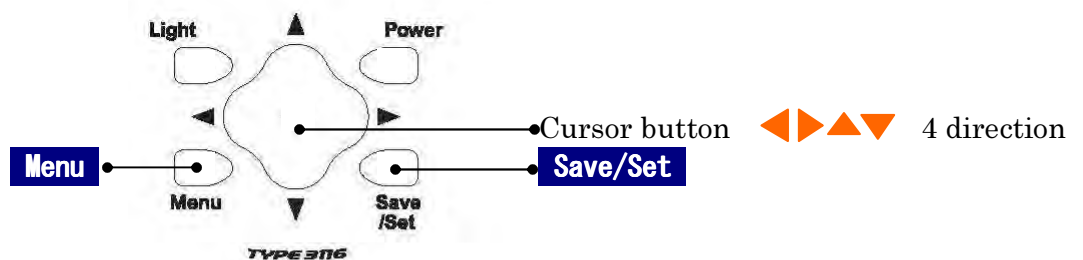 Light
Power
Cursor button ◀▶▲▼ 4 direction
Menu
Save/Set
Menu
Save
/Set
TYPE 3116